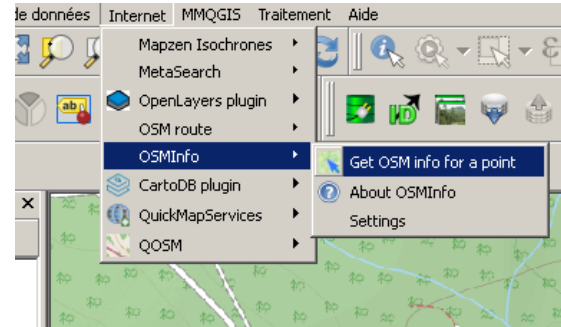 de données Internet MMQGIS Traitement Aide
Mapzen Isochrones
MetaSearch
OpenLayers plugin
OSM route
OSMInfo
Get OSM info for a point
CartoDB plugin
About OSMInfo
QuickMapServices
Settings
QOSM